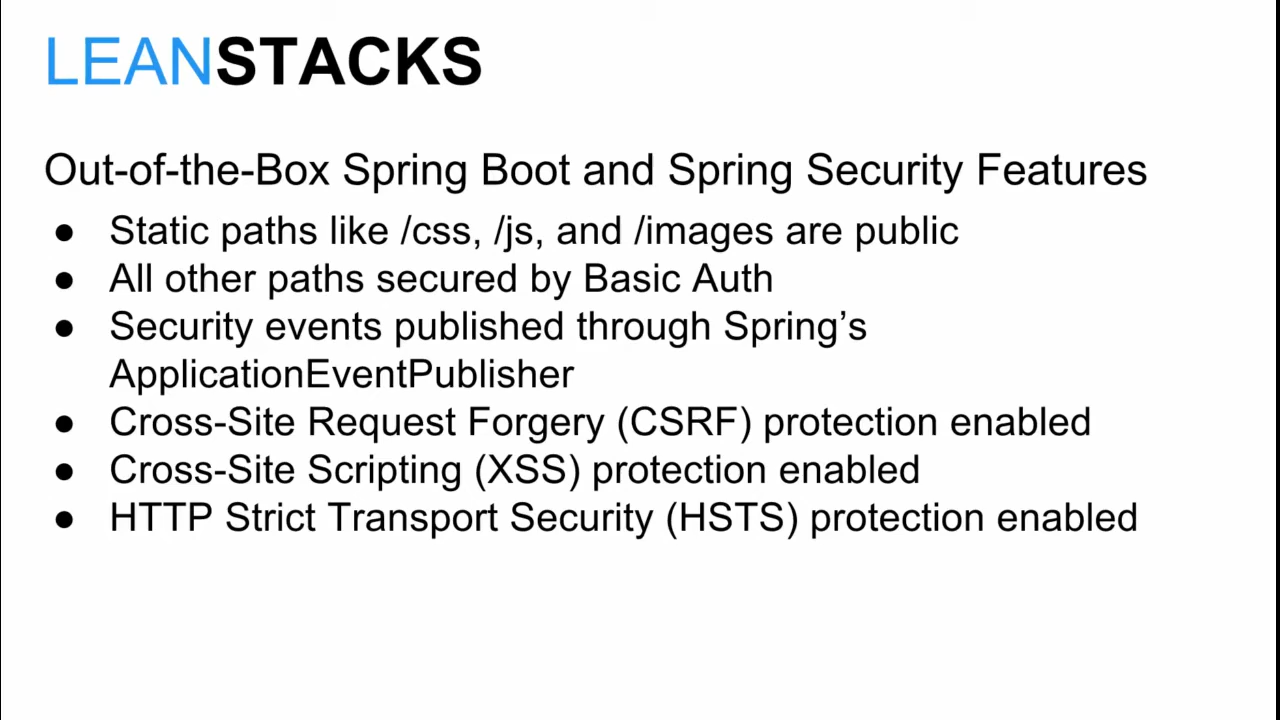 LEANSTACKS
Out-of-the-Box Spring Boot and Spring Security Features
● Static paths like /css, /js, and /images are public
● All other paths secured by Basic Auth
● Security events published through Spring’s
ApplicationEventPublisher
● Cross-Site Request Forgery (CSRF) protection enabled
● Cross-Site Scripting (XSS) protection enabled
● HTTP Strict Transport Security (HSTS) protection enabled